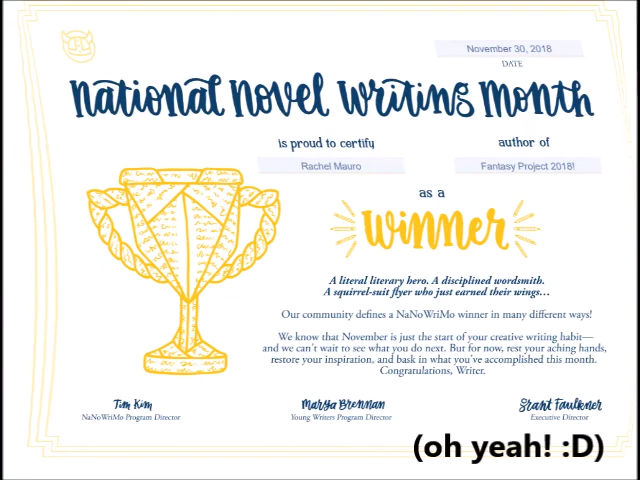 November 30, 2018
DATE
National Novel Writing Month
is proud to certify
author of
Rachel Mauro
Fantasy Project 2018!
as a
winner
A literal literary hero. A disciplined wordsmith.
A squirrel-suit flyer who just earned their wings...
Our community defines a NaNoWriMo winner in many different ways!
We know that November is just the start of your creative writing habit—
and we can't wait to see what you do next. But for now, rest your aching hands,
restore your inspiration, and bask in what you've accomplished this month.
Congratulations, Writer.
Tim Kim
Marya Brennan
Grant Faulkner
NaNoWriMo Program Director
Young Writers Program Director
Executive Director
(oh yeah! :D)